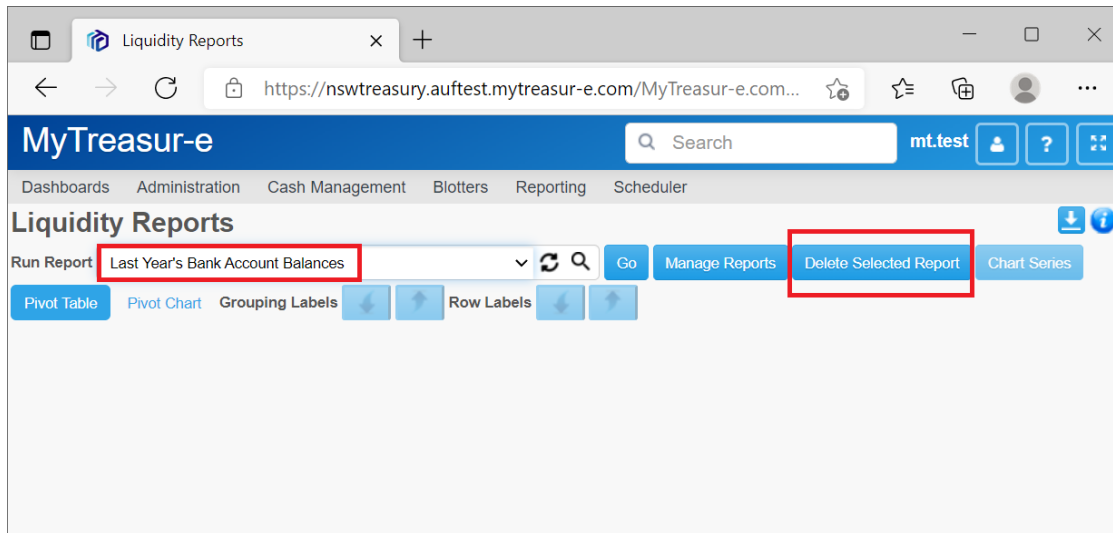 Liquidity Reports
https://nswtreasury.auftest.mytreasur-e.com/MyTreasur-e.com...
MyTreasur-e
Search
mt.test
?
Dashboards Administration Cash Management Blotters Reporting Scheduler
Liquidity Reports
i
Run Report Last Year's Bank Account Balances Go Manage Reports Delete Selected Report Chart Series
Pivot Table Pivot Chart Grouping Labels Row Labels